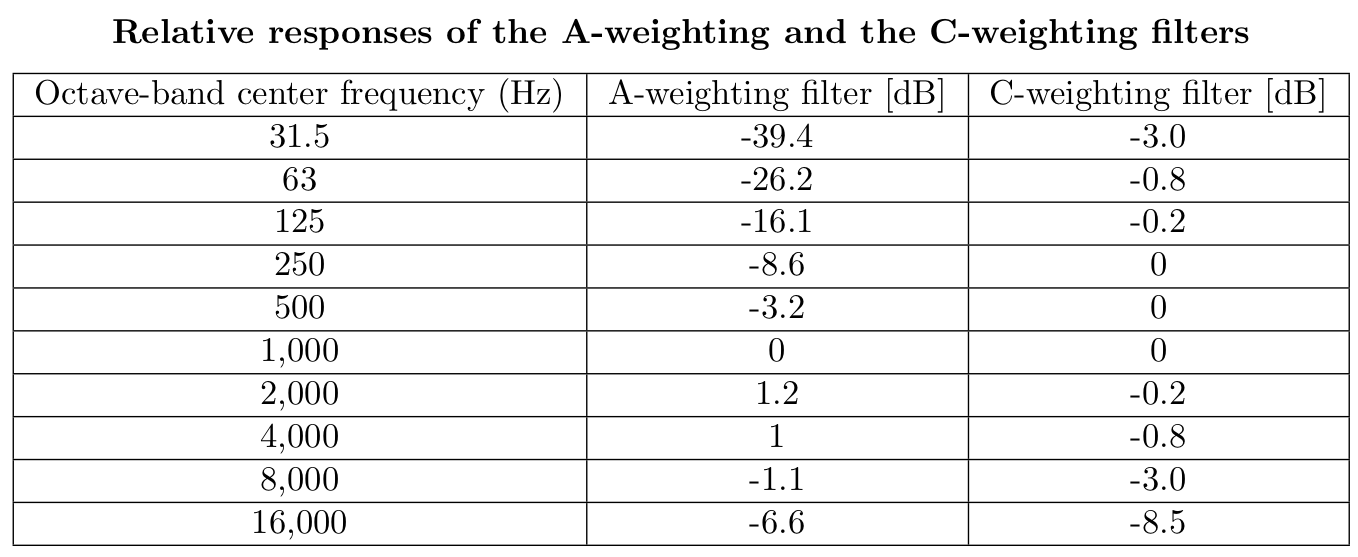 Relative responses of the A-weighting and the C-weighting filters
Octave-band center frequency (Hz) A-weighting filter [dB] C-weighting filter [dB]
31.5 -39.4 -3.0
63 -26.2 -0.8
125 -16.1 -0.2
250 -8.6 0
500 -3.2 0
1,000 0 0
2,000 1.2 -0.2
4,000 1 -0.8
8,000 -1.1 -3.0
16,000 -6.6 -8.5